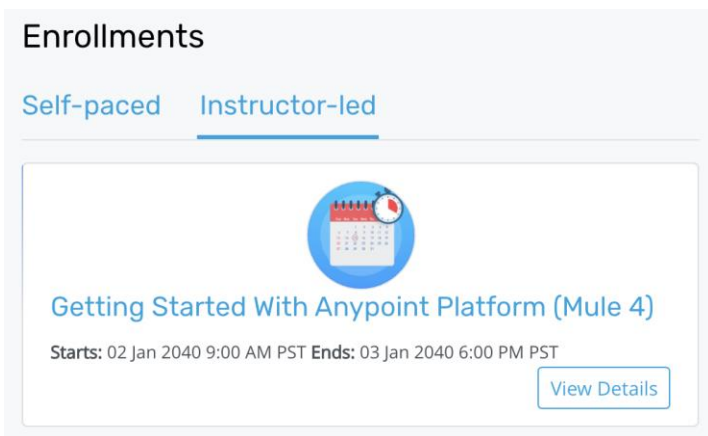 Enrollments
Self-paced Instructor-led
Getting Started With Anypoint Platform (Mule 4)
Starts: 02 Jan 2040 9:00 AM PST Ends: 03 Jan 2040 6:00 PM PST
View Details